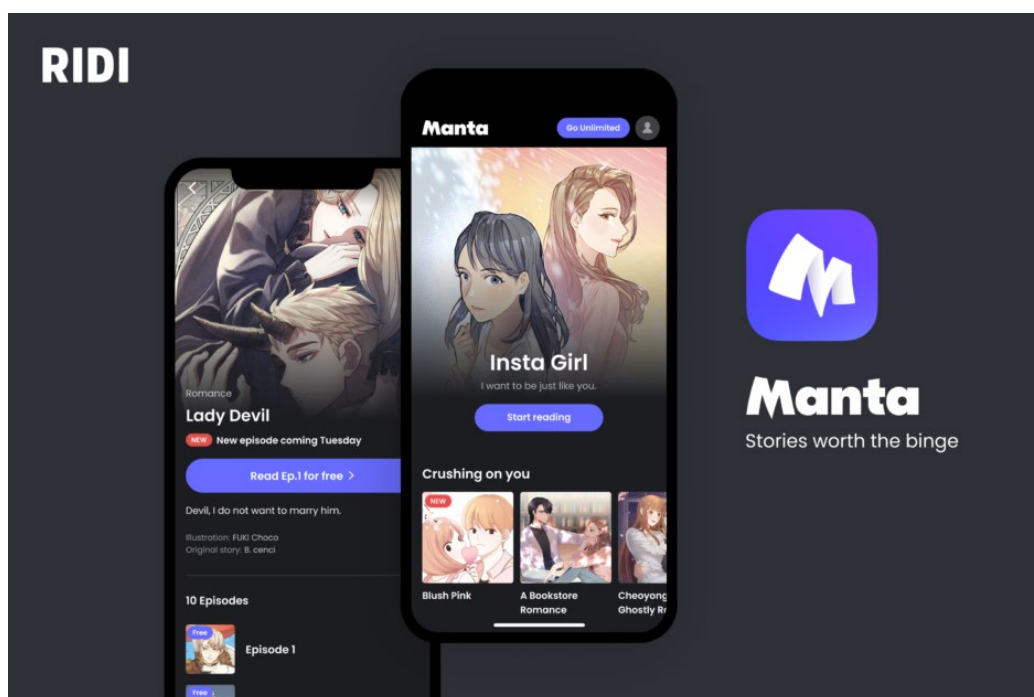 RIDI
Romance
Lady Devil
NEW New episode coming Tuesday
Read Ep.1 for free >
Devil, I do not want to marry him.
Illustration: FUKI Choco
Original story: B. cenci
10 Episodes
Free
Episode 1
Free
Manta
Go Unlimited
Insta Girl
I want to be just like you.
Start reading
Crushing on you
NEW
Blush Pink
A Bookstore
Romance
Cheoyong
Ghostly
Manta
Stories worth the binge